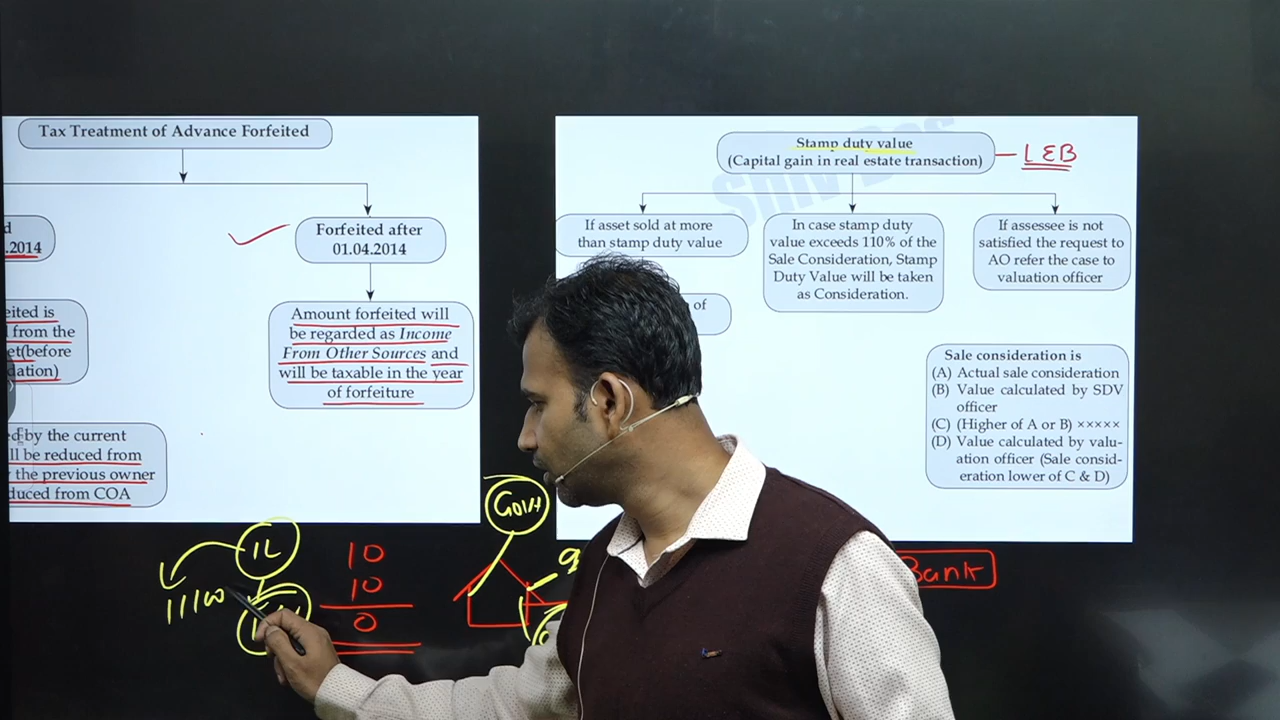 Tax Treatment of Advance Forfeited
d
.2014
Forfeited after
01.04.2014
eited is
from the
et(before
dation)
Amount forfeited will
be regarded as Income
From Other Sources and
will be taxable in the year
of forfeiture
ed by the current
ll be reduced from
the previous owner
duced from COA
Stamp duty value
(Capital gain in real estate transaction)
L&B
If asset sold at more
than stamp duty value
of
In case stamp duty
value exceeds 110% of the
Sale Consideration, Stamp
Duty Value will be taken
as Consideration.
If assessee is not
satisfied the request to
AO refer the case to
valuation officer
Sale consideration is
(A) Actual sale consideration
(B) Value calculated by SDV
officer
(C) (Higher of A or B) ×××××
(D) Value calculated by valu-
ation officer (Sale consid-
eration lower of C & D)
1L
10
10
0
Bank